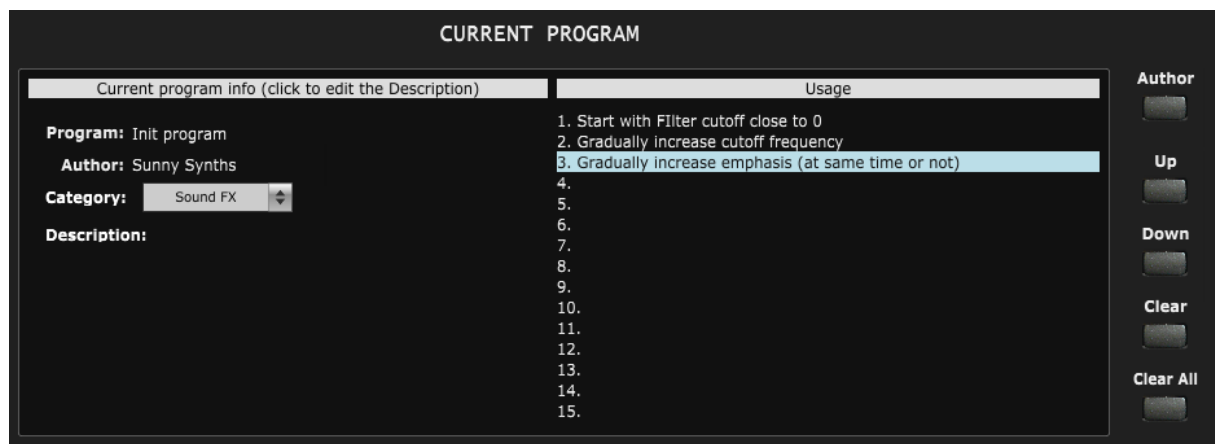 CURRENT PROGRAM
Current program info (click to edit the Description)
Program: Init program
Author: Sunny Synths
Category: Sound FX
Description:
Usage
1. Start with FIlter cutoff close to 0
2. Gradually increase cutoff frequency
3. Gradually increase emphasis (at same time or not)
4.
5.
6.
7.
8.
9.
10.
11.
12.
13.
14.
15.
Author
Up
Down
Clear
Clear All